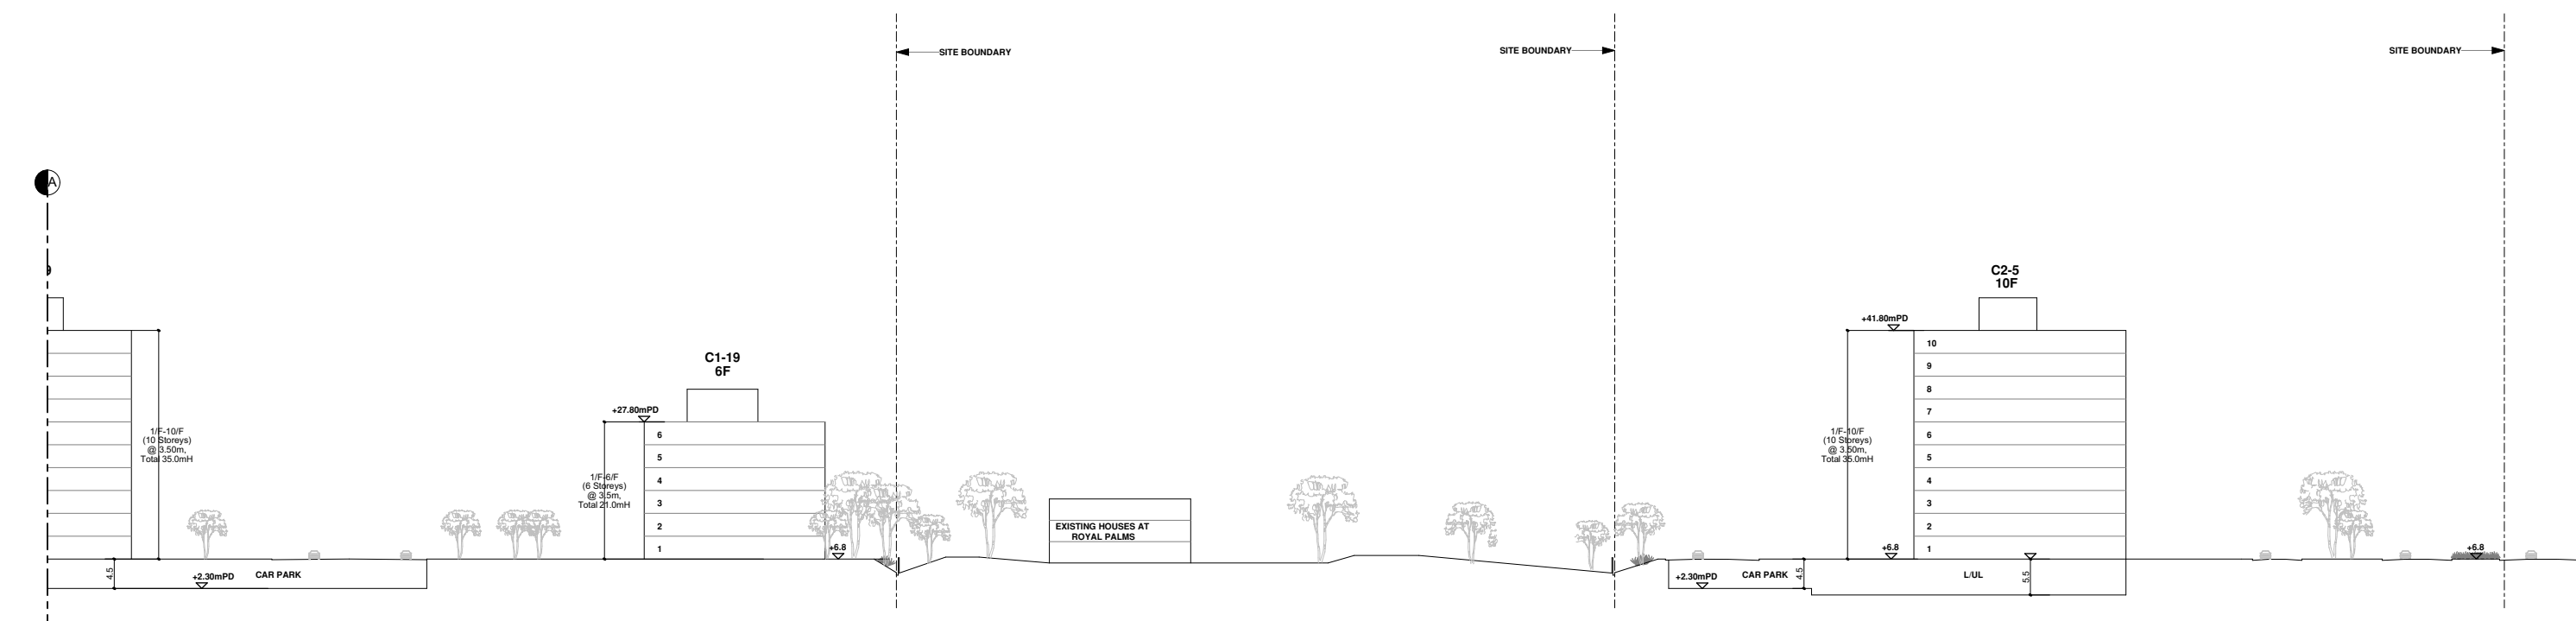 SITE BOUNDARY
SITE BOUNDARY
SITE BOUNDARY
A
1/F-10/F
(10 Storeys)
@ 3.50m,
Total 35.0mH
4.5
+2.30mPD
CAR PARK
C1-19
6F
+27.80mPD
1/F-6/F
(6 Storeys)
@ 3.5m,
Total 21.0mH
6
5
4
3
2
1
+6.8
EXISTING HOUSES AT
ROYAL PALMS
C2-5
10F
+41.80mPD
1/F-10/F
(10 Storeys)
@ 3.50m,
Total 35.0mH
10
9
8
7
6
5
4
3
2
1
+6.8
+2.30mPD
CAR PARK
4.5
L/UL
5.5
+6.8